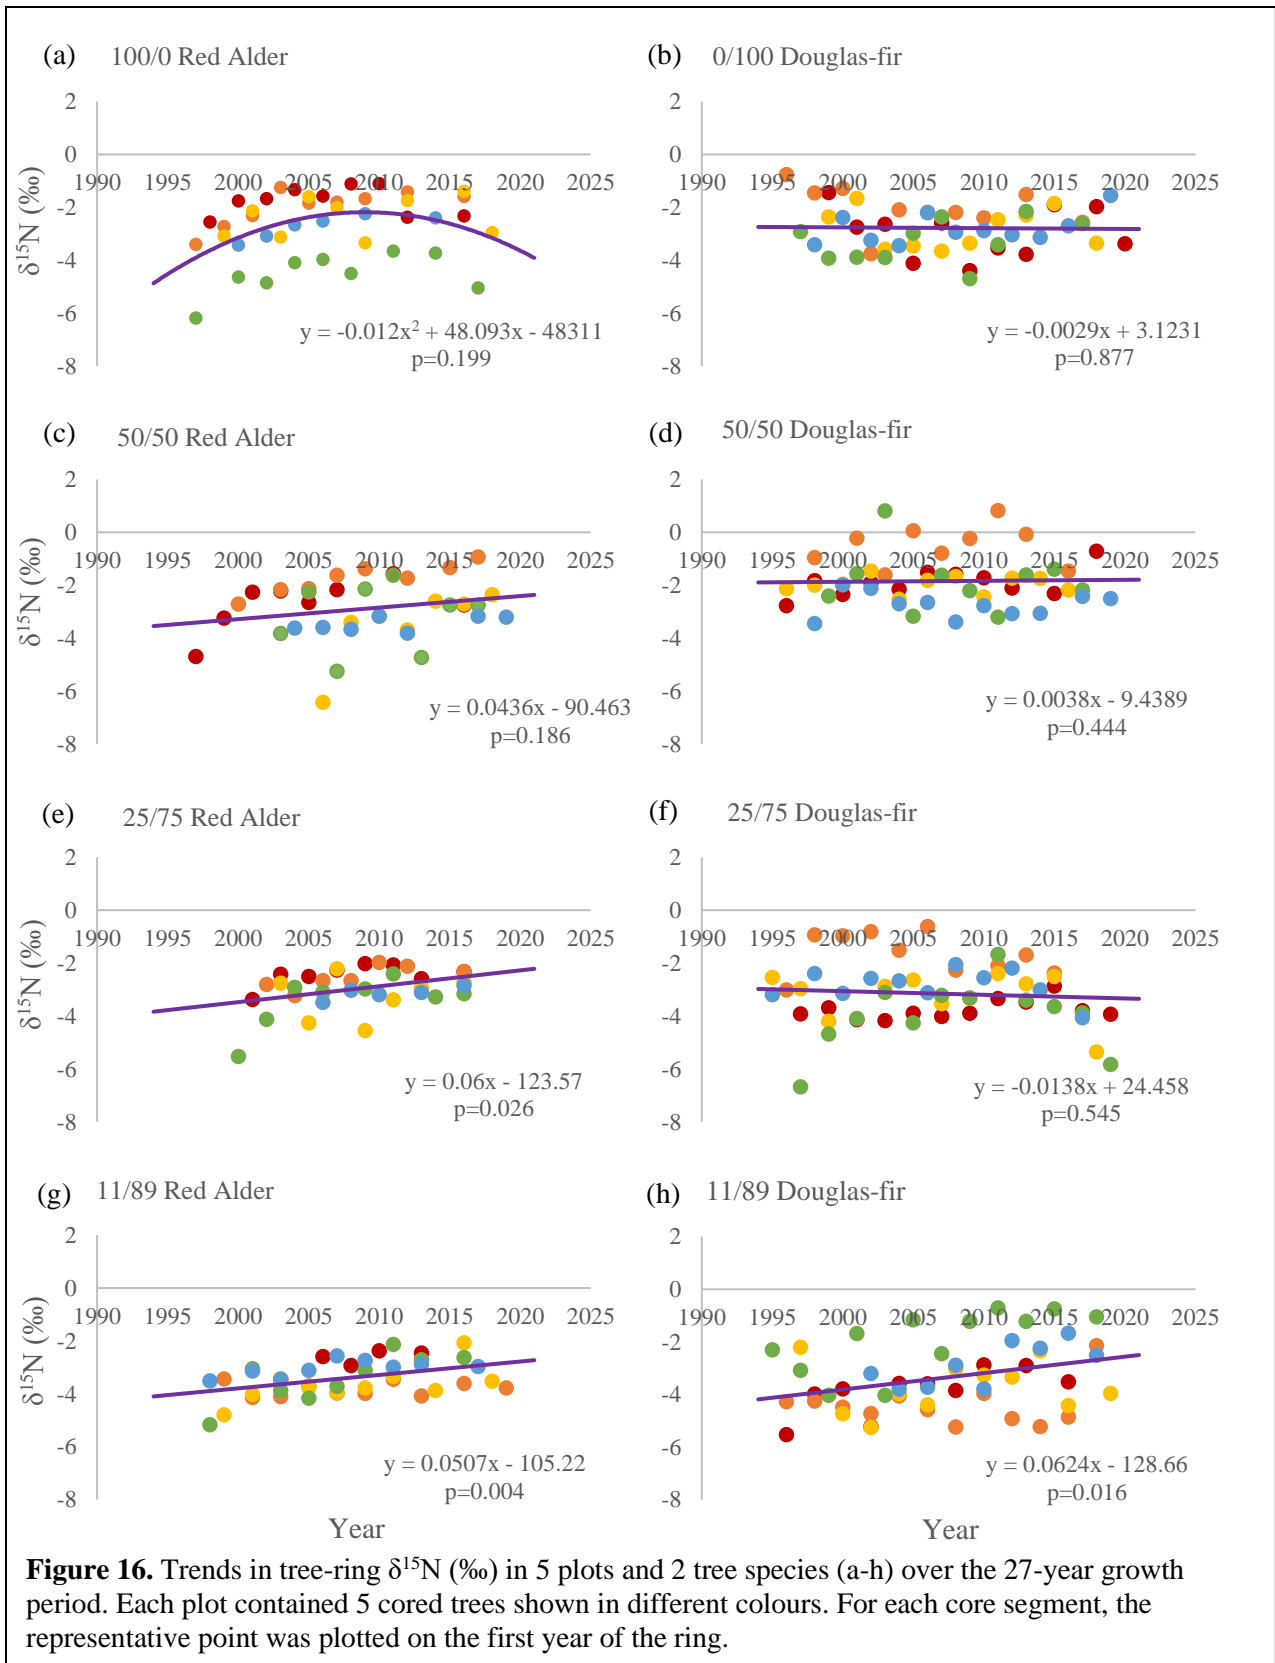 (a) 100/0 Red Alder
(b) 0/100 Douglas-fir
2
0
-2
-4
-6
-8
1990 1995 2000 2005 2010 2015 2020 2025
δ¹⁵N (‰)
y = -0.012x² + 48.093x - 48311
p=0.199
2
0
-2
-4
-6
-8
1990 1995 2000 2005 2010 2015 2020 2025
y = -0.0029x + 3.1231
p=0.877
(c) 50/50 Red Alder
(d) 50/50 Douglas-fir
2
0
-2
-4
-6
-8
1990 1995 2000 2005 2010 2015 2020 2025
δ¹⁵N (‰)
y = 0.0436x - 90.463
p=0.186
2
0
-2
-4
-6
-8
1990 1995 2000 2005 2010 2015 2020 2025
y = 0.0038x - 9.4389
p=0.444
(e) 25/75 Red Alder
(f) 25/75 Douglas-fir
2
0
-2
-4
-6
-8
1990 1995 2000 2005 2010 2015 2020 2025
δ¹⁵N (‰)
y = 0.06x - 123.57
p=0.026
2
0
-2
-4
-6
-8
1990 1995 2000 2005 2010 2015 2020 2025
y = -0.0138x + 24.458
p=0.545
(g) 11/89 Red Alder
(h) 11/89 Douglas-fir
2
0
-2
-4
-6
-8
1990 1995 2000 2005 2010 2015 2020 2025
δ¹⁵N (‰)
y = 0.0507x - 105.22
p=0.004
Year
2
0
-2
-4
-6
-8
1990 1995 2000 2005 2010 2015 2020 2025
y = 0.0624x - 128.66
p=0.016
Year
Figure 16. Trends in tree-ring δ¹⁵N (‰) in 5 plots and 2 tree species (a-h) over the 27-year growth
period. Each plot contained 5 cored trees shown in different colours. For each core segment, the
representative point was plotted on the first year of the ring.